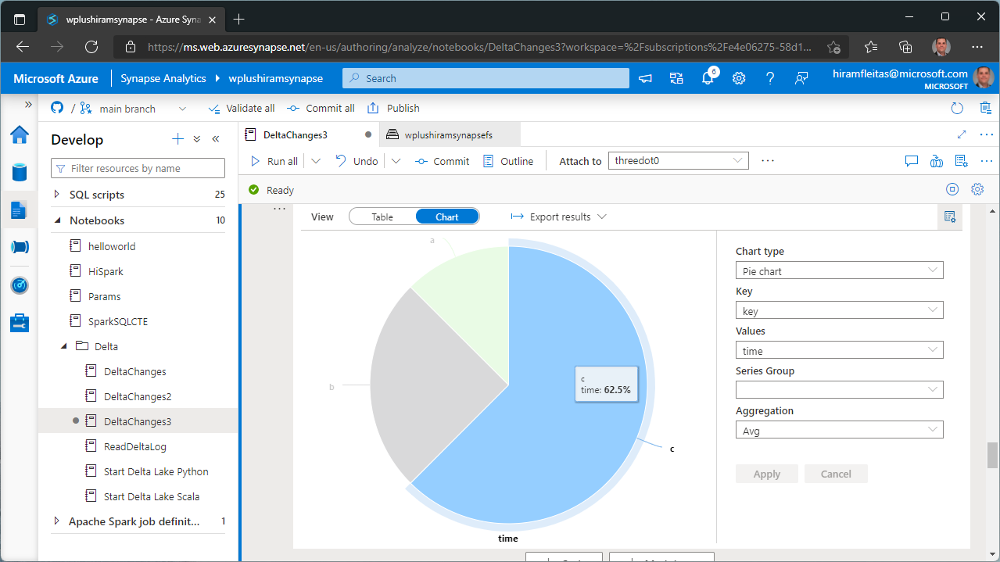 wplushiramsynapse - Azure Syna
https://ms.web.azuresynapse.net/en-us/authoring/analyze/notebooks/DeltaChanges3?workspace=%2Fsubscriptions%2Fe4e06275-58d1...
Microsoft Azure
Synapse Analytics
wplushiramsynapse
Search
6
hiramfleitas@microsoft.com
MICROSOFT
/ main branch
Validate all
Commit all
Publish
Develop
Filter resources by name
SQL scripts 25
Notebooks 10
helloworld
HiSpark
Params
SparkSQLCTE
Delta
DeltaChanges
DeltaChanges2
DeltaChanges3
ReadDeltaLog
Start Delta Lake Python
Start Delta Lake Scala
Apache Spark job definit... 1
DeltaChanges3
wplushiramsynapsefs
Run all
Undo
Commit
Outline
Attach to
threedot0
Ready
View
Table
Chart
Export results
a
b
c
time: 62.5%
c
time
Chart type
Pie chart
Key
key
Values
time
Series Group
Aggregation
Avg
Apply
Cancel